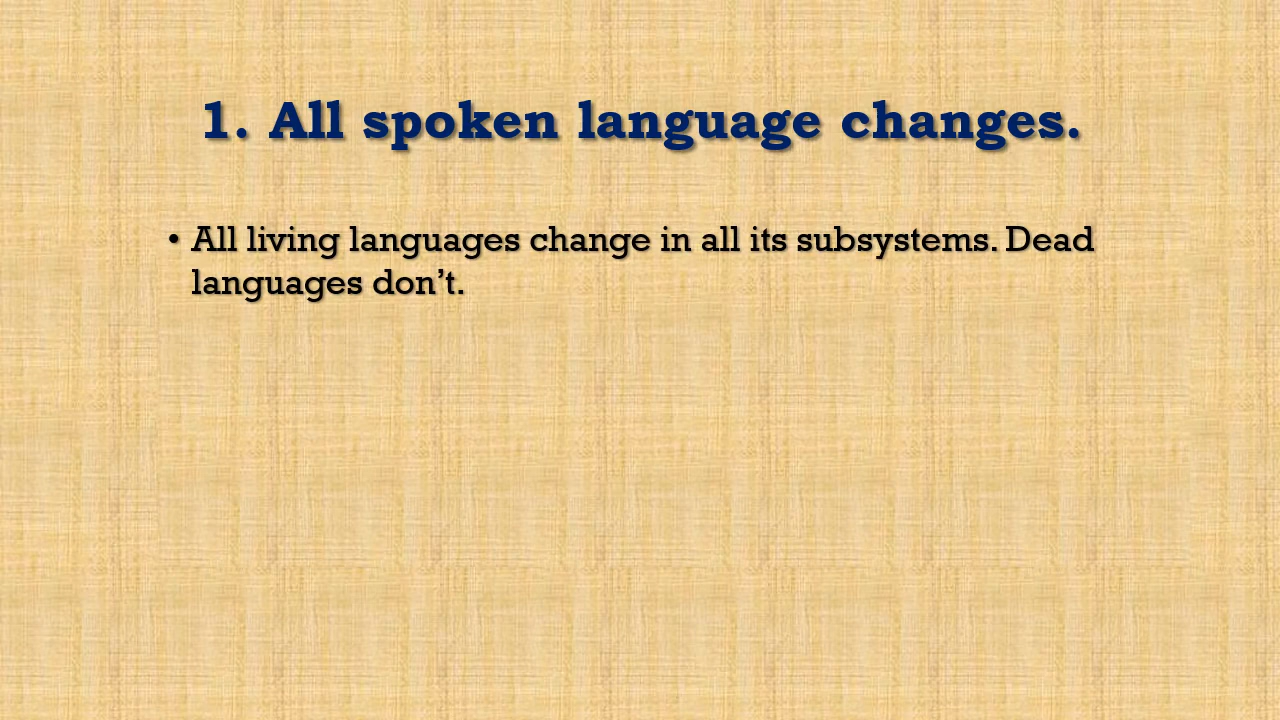 1. All spoken language changes.
• All living languages change in all its subsystems. Dead
languages don’t.